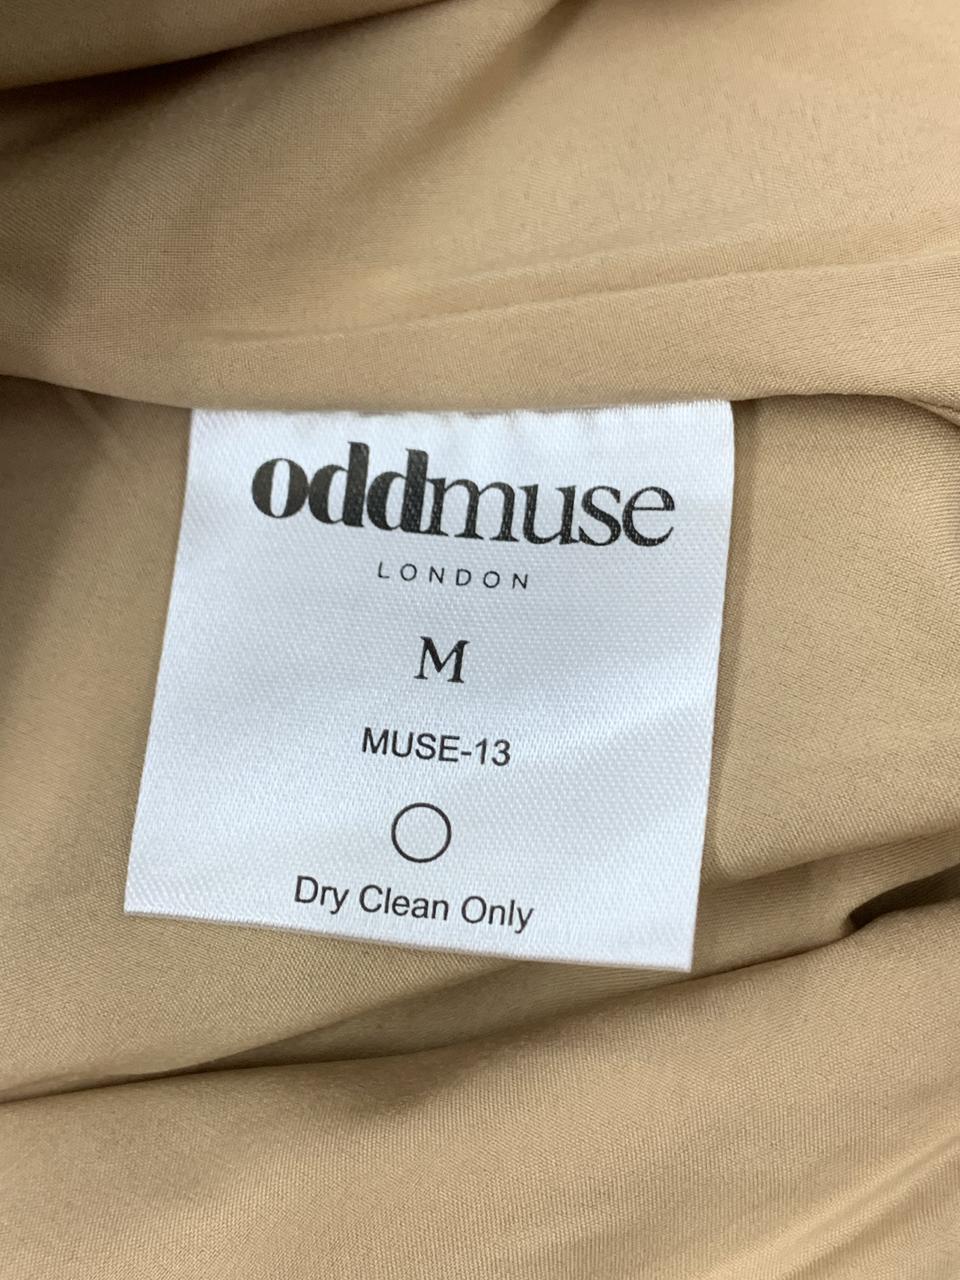 oddmuse
LONDON
M
MUSE-13
Dry Clean Only